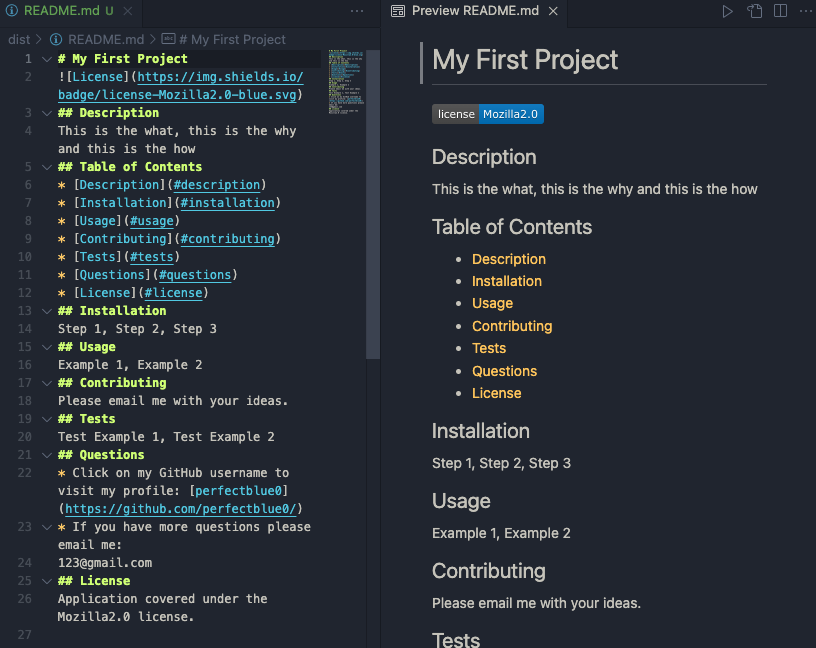 README.md U
dist > README.md > # My First Project
1 # My First Project
2 ![License](https://img.shields.io/
badge/license-Mozilla2.0-blue.svg)
3 ## Description
4 This is the what, this is the why
and this is the how
5 ## Table of Contents
6 * [Description](#description)
7 * [Installation](#installation)
8 * [Usage](#usage)
9 * [Contributing](#contributing)
10 * [Tests](#tests)
11 * [Questions](#questions)
12 * [License](#license)
13 ## Installation
14 Step 1, Step 2, Step 3
15 ## Usage
16 Example 1, Example 2
17 ## Contributing
18 Please email me with your ideas.
19 ## Tests
20 Test Example 1, Test Example 2
21 ## Questions
22 * Click on my GitHub username to
visit my profile: [perfectblue0]
(https://github.com/perfectblue0/)
23 * If you have more questions please
email me:
24 123@gmail.com
25 ## License
26 Application covered under the
Mozilla2.0 license.
27
Preview README.md
My First Project
license Mozilla2.0
Description
This is the what, this is the why and this is the how
Table of Contents
• Description
• Installation
• Usage
• Contributing
• Tests
• Questions
• License
Installation
Step 1, Step 2, Step 3
Usage
Example 1, Example 2
Contributing
Please email me with your ideas.
Tests